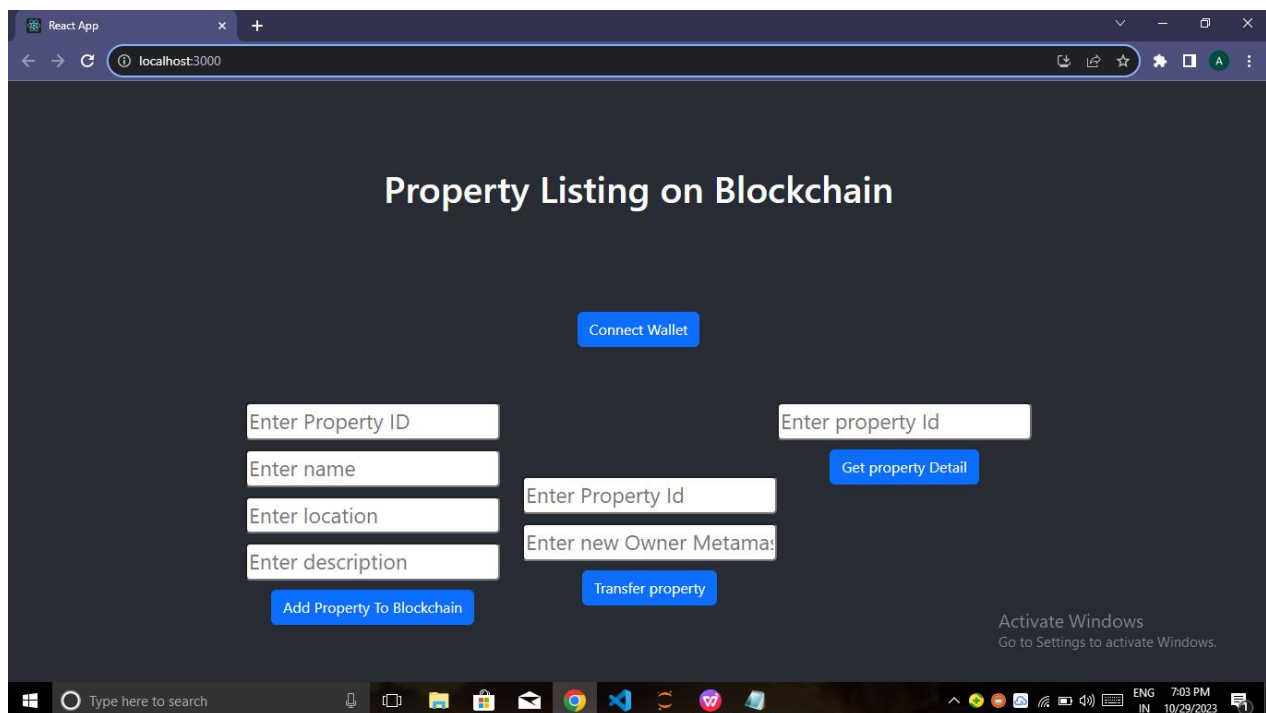 React App
localhost:3000
A
Property Listing on Blockchain
Connect Wallet
Enter Property ID
Enter name
Enter location
Enter description
Add Property To Blockchain
Enter Property Id
Enter new Owner Metamas
Transfer property
Enter property Id
Get property Detail
Activate Windows
Go to Settings to activate Windows.
Type here to search
ENG
IN
7:03 PM
10/29/2023
1